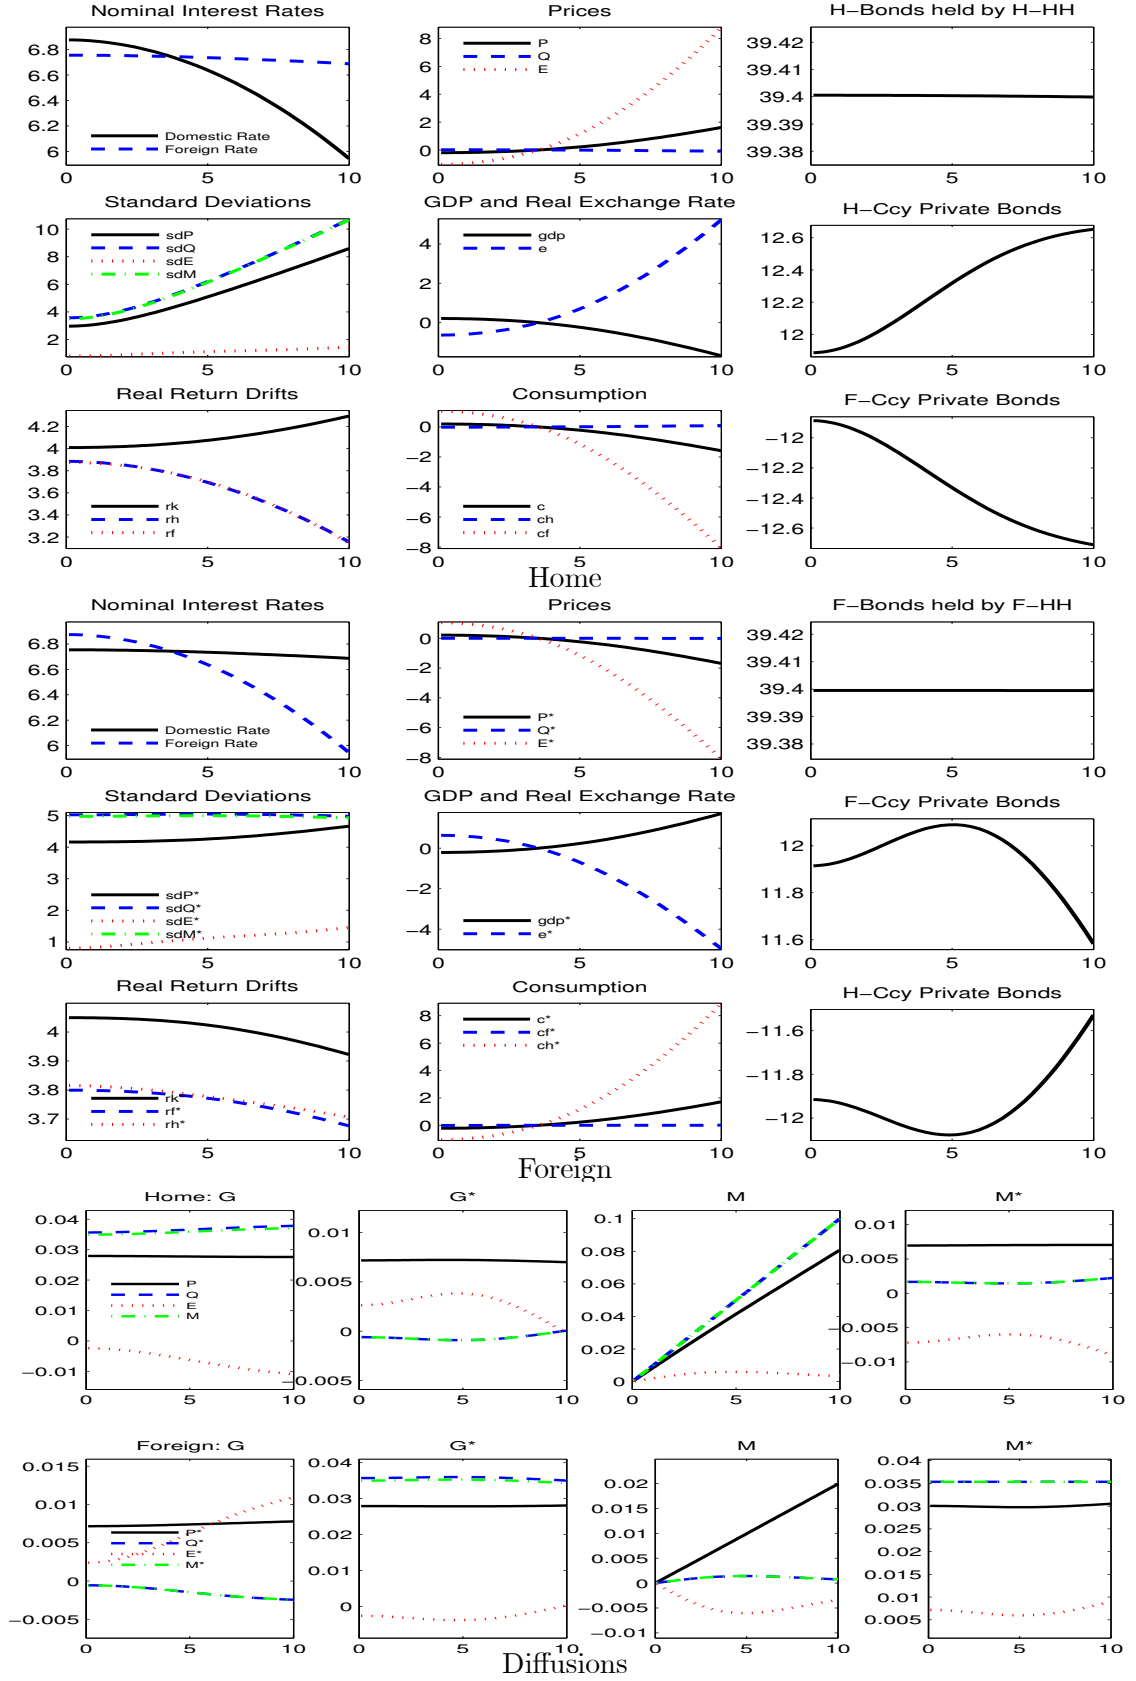 Nominal Interest Rates
6.8
6.6
6.4
6.2
6
Domestic Rate
Foreign Rate
0 5 10
Prices
8
6
4
2
0
P
Q
E
0 5 10
H−Bonds held by H−HH
39.42
39.41
39.4
39.39
39.38
0 5 10
Standard Deviations
10
8
6
4
2
sdP
sdQ
sdE
sdM
0 5 10
GDP and Real Exchange Rate
4
2
0
gdp
e
0 5 10
H−Ccy Private Bonds
12.6
12.4
12.2
12
0 5 10
Real Return Drifts
4.2
4
3.8
3.6
3.4
3.2
rk
rh
rf
0 5 10
Consumption
0
−2
−4
−6
−8
c
ch
cf
0 5 10
F−Ccy Private Bonds
−12
−12.2
−12.4
−12.6
0 5 10
Home
Nominal Interest Rates
6.8
6.6
6.4
6.2
6
Domestic Rate
Foreign Rate
0 5 10
Prices
0
−2
−4
−6
−8
P*
Q*
E*
0 5 10
F−Bonds held by F−HH
39.42
39.41
39.4
39.39
39.38
0 5 10
Standard Deviations
5
4
3
2
1
sdP*
sdQ*
sdE*
sdM*
0 5 10
GDP and Real Exchange Rate
0
−2
−4
gdp*
e*
0 5 10
F−Ccy Private Bonds
12
11.8
11.6
0 5 10
Real Return Drifts
4
3.9
3.8
3.7
rk
rf*
rh*
0 5 10
Consumption
8
6
4
2
0
c*
cf*
ch*
0 5 10
H−Ccy Private Bonds
−11.6
−11.8
−12
0 5 10
Foreign
Home: G
0.04
0.03
0.02
0.01
0
−0.01
P
Q
E
M
0 5 10
G*
0.01
0.005
0
−0.005
0 5 10
M
0.1
0.08
0.06
0.04
0.02
0
0 5 10
M*
0.01
0.005
0
−0.005
−0.01
0 5 10
Foreign: G
0.015
0.01
0.005
0
−0.005
P*
Q*
E*
M*
0 5 10
G*
0.04
0.03
0.02
0.01
0
0 5 10
M
0.02
0.015
0.01
0.005
0
−0.005
−0.01
0 5 10
M*
0.04
0.035
0.03
0.025
0.02
0.015
0.01
0.005
0 5 10
Diffusions